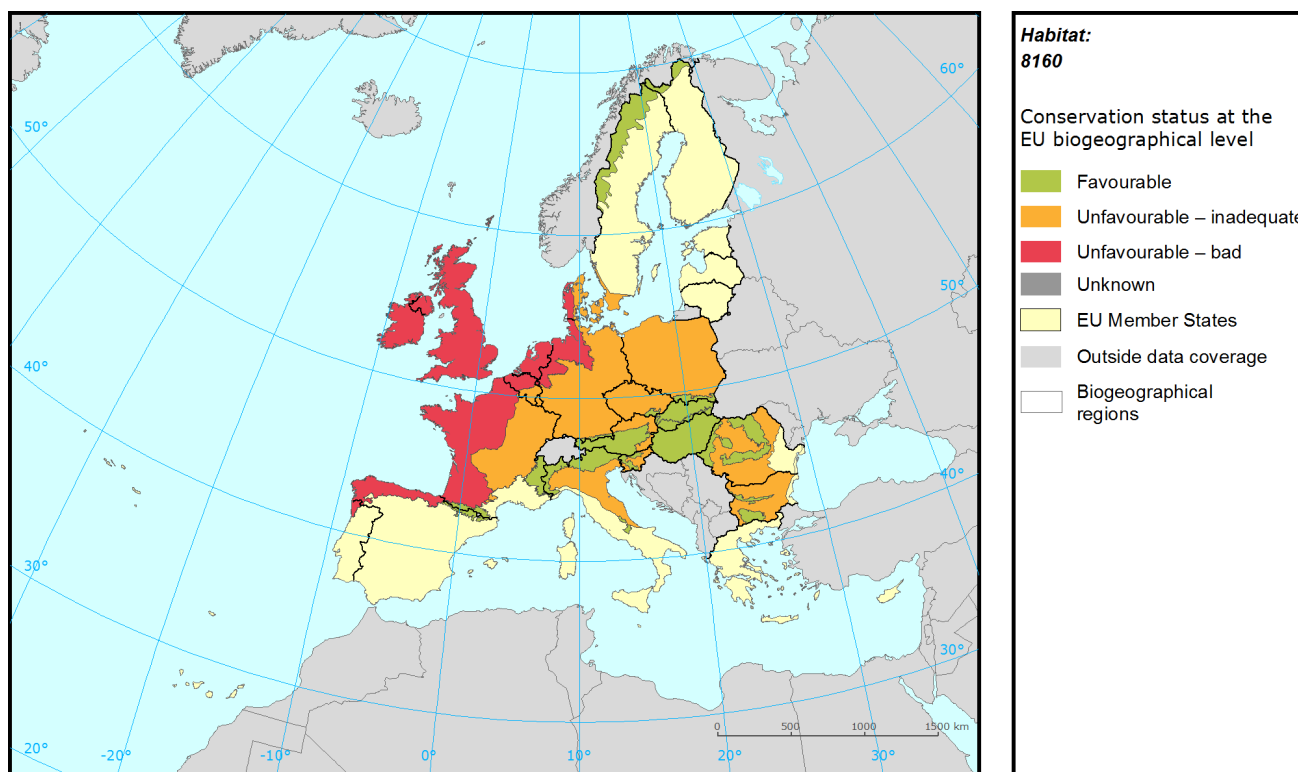 Habitat:
8160
Conservation status at the
EU biogeographical level
Favourable
Unfavourable – inadequate
Unfavourable – bad
Unknown
EU Member States
Outside data coverage
Biogeographical
regions
60°
50°
50°
40°
40°
30°
30°
20°
-20°
-10°
0°
10°
20°
30°
0 500 1000 1500 km